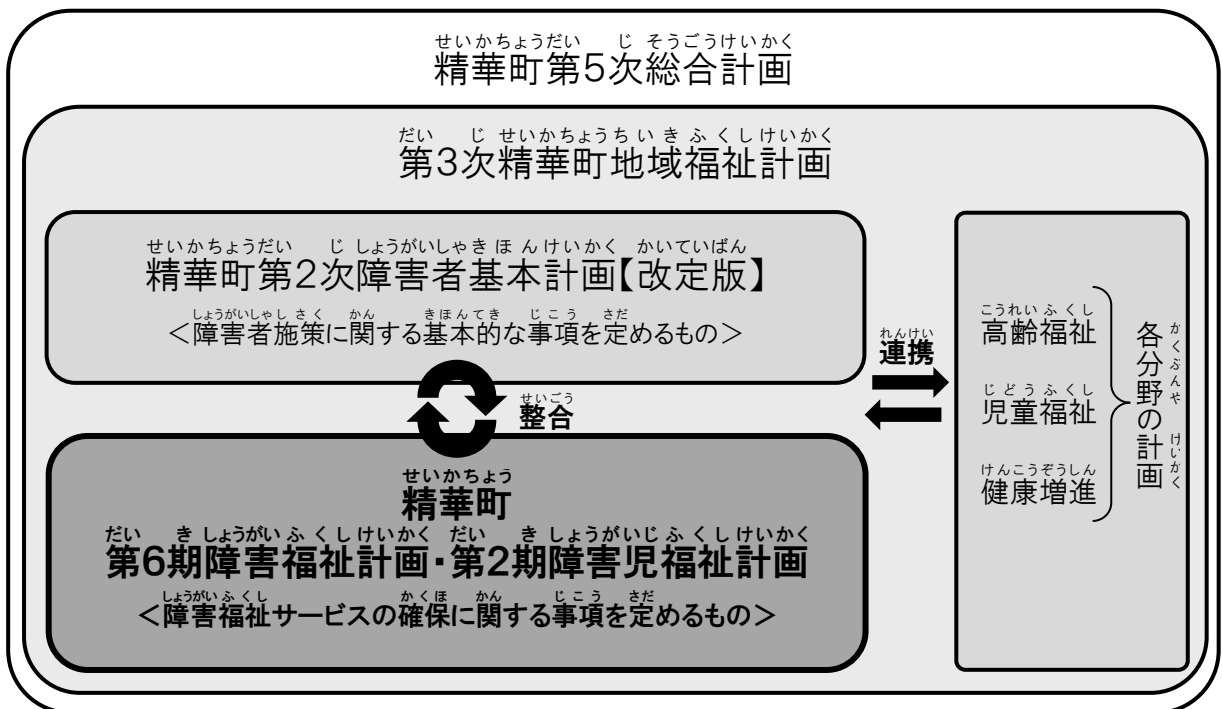 せいかちょうだい じ そうごうけいかく
精華町第5次総合計画
だい じ せいかちょうちいきふくしけいかく
第3次精華町地域福祉計画
せいかちょうだい じ しょうがいしゃきほんけいかく かいていばん
精華町第2次障害者基本計画【改定版】
しょうがいしゃしさく かん きほんてき じこう さだ
<障害者施策に関する基本的な事項を定めるもの>
せいごう
整合
せいかちょう
精華町
だい き しょうがいふくしけいかく だい き しょうがいじふくしけいかく
第6期障害福祉計画・第2期障害児福祉計画
しょうがいふくし かくほ かん じこう さだ
<障害福祉サービスの確保に関する事項を定めるもの>
れんけい
連携
こうれいふくし
高齢福祉
じどうふくし
児童福祉
けんこうぞうしん
健康増進
かくぶんや けいかく
各分野の計画